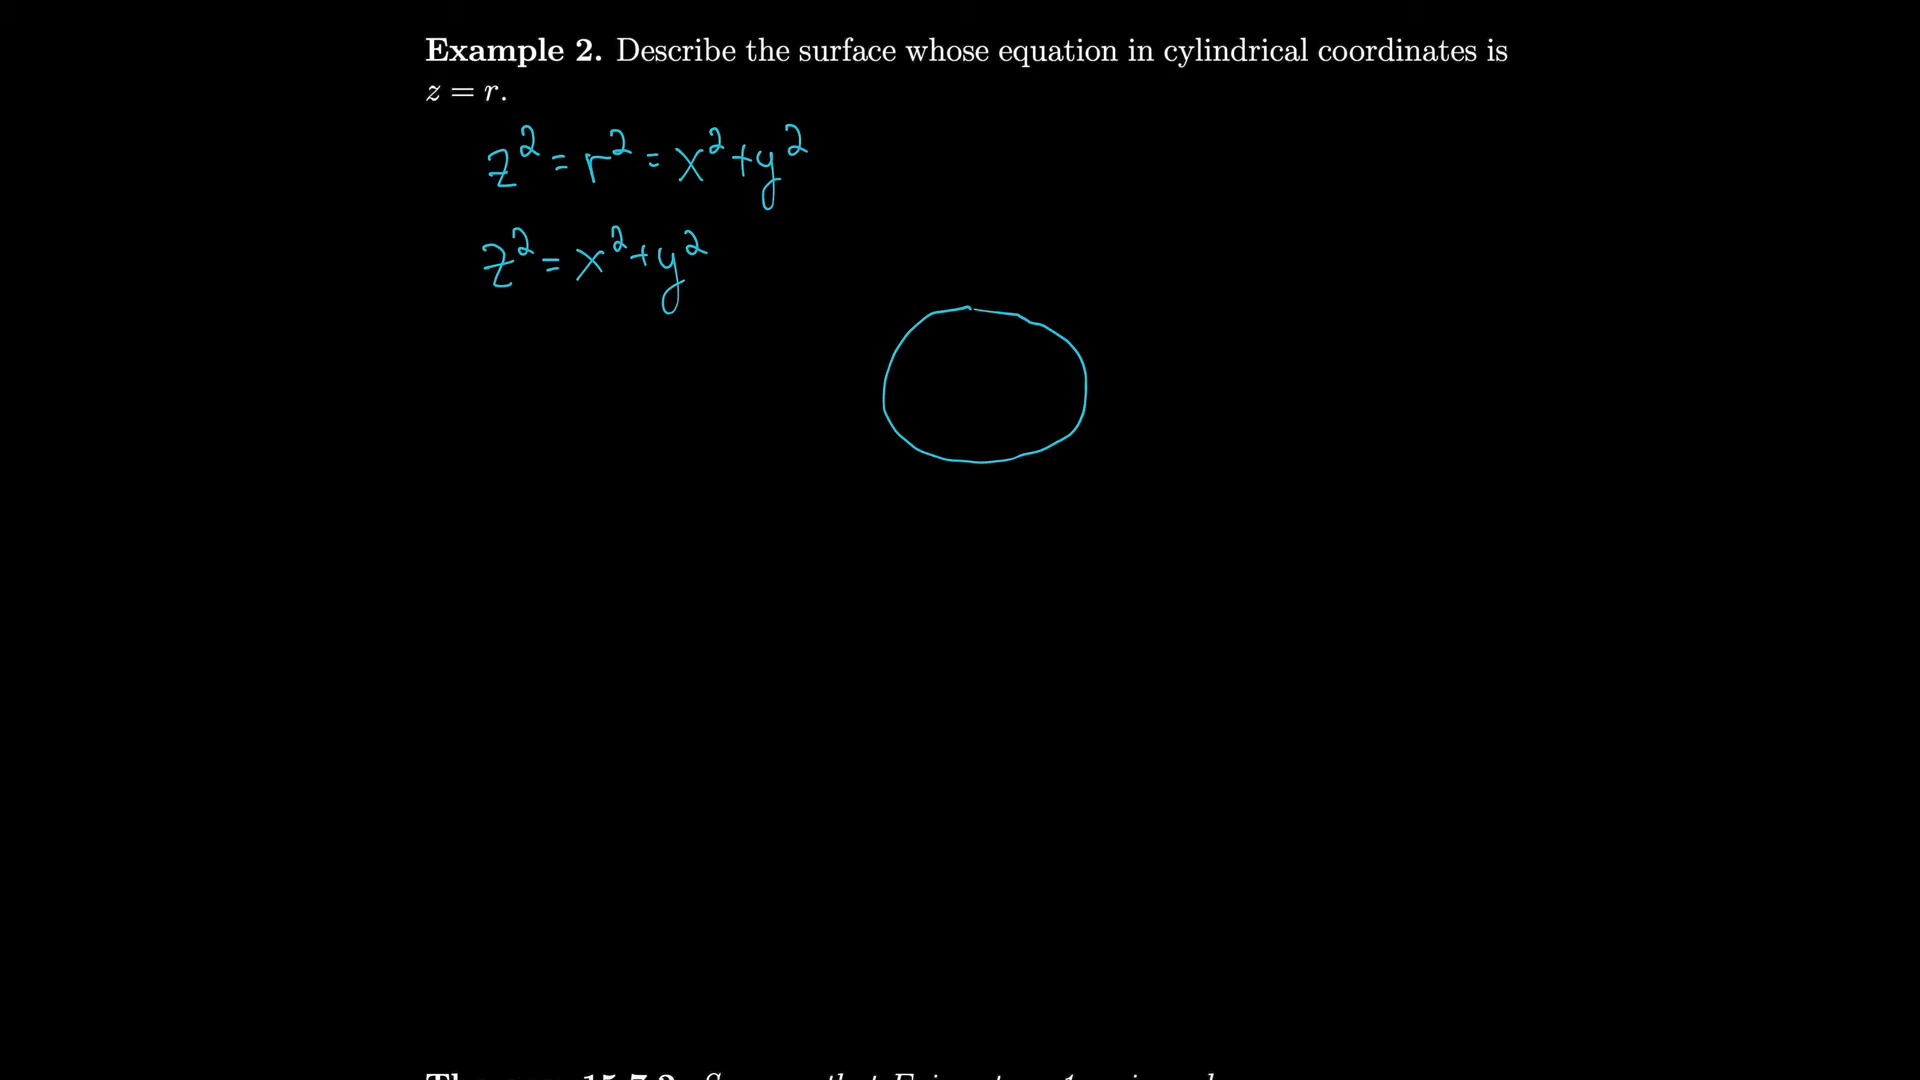 Example 2. Describe the surface whose equation in cylindrical coordinates is
z = r.
z² = r² = x² + y²
z² = x² + y²